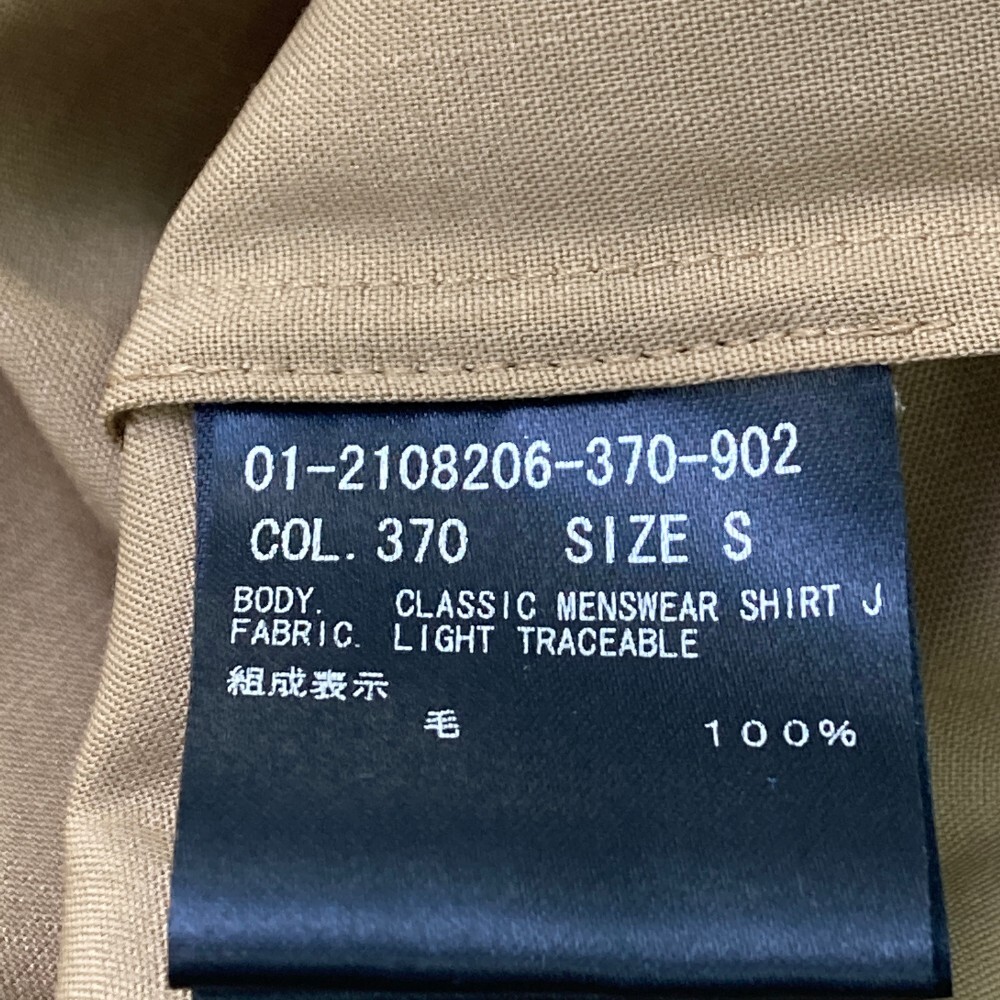 01-2108206-370-902
COL. 370 SIZE S
BODY. CLASSIC MENSWEAR SHIRT J
FABRIC. LIGHT TRACEABLE
組成表示
毛 100%